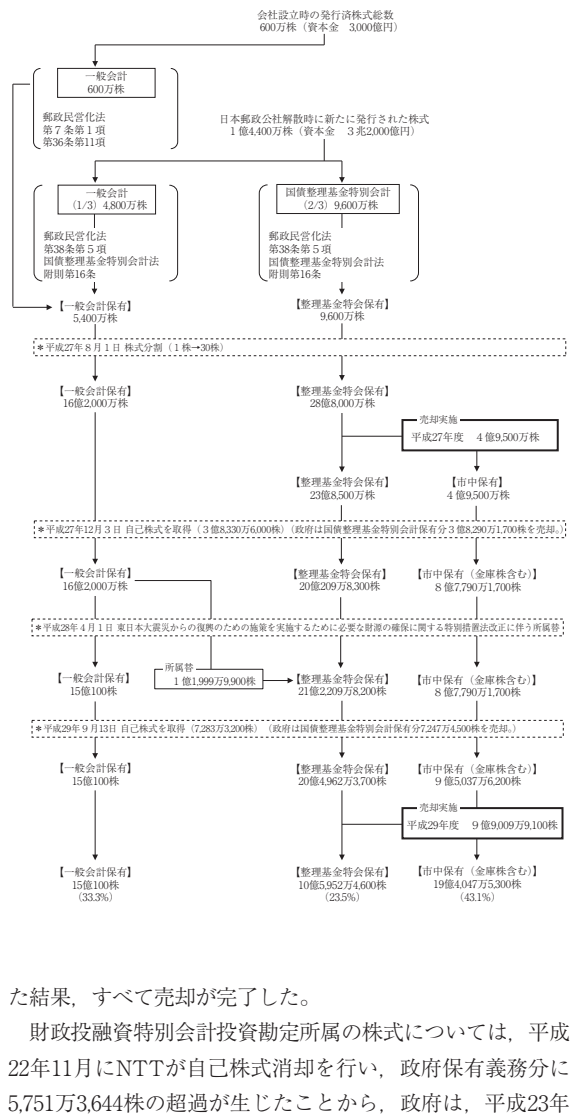 会社設立時の発行済株式総数
600万株（資本金　3,000億円）
一般会計
600万株
郵政民営化法
第７条第１項
第36条第11項
日本郵政公社解散時に新たに発行された株式
１億4,400万株（資本金　３兆2,000億円）
一般会計
（1/3）4,800万株
国債整理基金特別会計
（2/3）9,600万株
郵政民営化法
第38条第５項
国債整理基金特別会計法
附則第16条
郵政民営化法
第38条第５項
国債整理基金特別会計法
附則第16条
【一般会計保有】
5,400万株
【整理基金特会保有】
9,600万株
＊平成27年８月１日 株式分割（１株→30株）
【一般会計保有】
16億2,000万株
【整理基金特会保有】
28億8,000万株
売却実施
平成27年度　４億9,500万株
【整理基金特会保有】
23億8,500万株
【市中保有】
４億9,500万株
＊平成27年12月３日 自己株式を取得（３億8,330万6,000株）（政府は国債整理基金特別会計保有分３億8,290万1,700株を売却。）
【一般会計保有】
16億2,000万株
【整理基金特会保有】
20億209万8,300株
【市中保有（金庫株含む）】
８億7,790万1,700株
＊平成28年４月１日 東日本大震災からの復興のための施策を実施するために必要な財源の確保に関する特別措置法改正に伴う所属替
所属替
１億1,999万9,900株
【一般会計保有】
15億100株
【整理基金特会保有】
21億2,209万8,200株
【市中保有（金庫株含む）】
８億7,790万1,700株
＊平成29年９月13日 自己株式を取得（7,283万3,200株）（政府は国債整理基金特別会計保有分7,247万4,500株を売却。）
【一般会計保有】
15億100株
【整理基金特会保有】
20億4,962万3,700株
【市中保有（金庫株含む）】
９億5,037万6,200株
売却実施
平成29年度　９億9,009万9,100株
【一般会計保有】
15億100株
（33.3%）
【整理基金特会保有】
10億5,952万4,600株
（23.5%）
【市中保有（金庫株含む）】
19億4,047万5,300株
（43.1%）
た結果，すべて売却が完了した。
財政投融資特別会計投資勘定所属の株式については，平成
22年11月にNTTが自己株式消却を行い，政府保有義務分に
5,751万3,644株の超過が生じたことから，政府は，平成23年